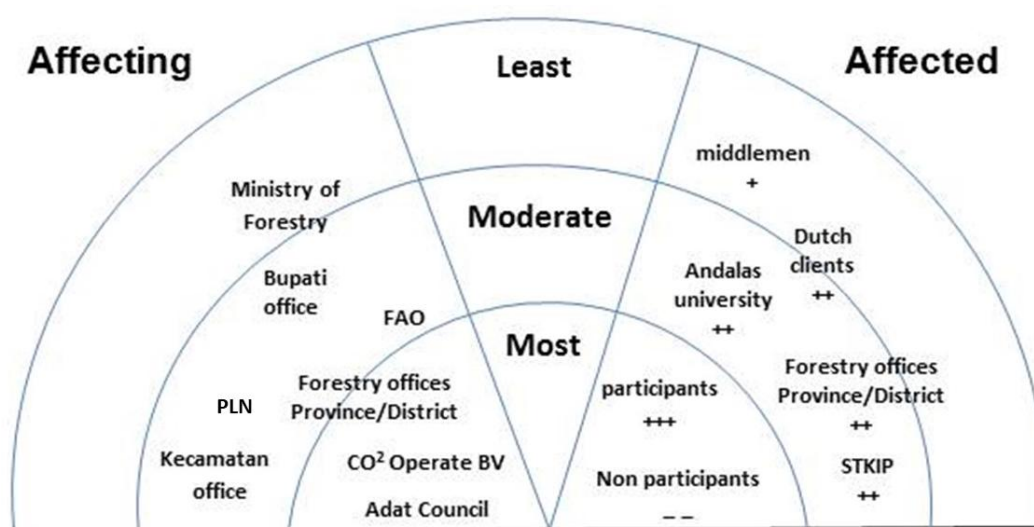 Affecting
Least
Affected
middlemen
+
Ministry of
Forestry
Moderate
Dutch
clients
++
Bupati
office
Andalas
university
++
FAO
Most
Forestry offices
Province/District
PLN
participants
+++
Forestry offices
Province/District
++
Kecamatan
office
CO² Operate BV
Adat Council
Non participants
– –
STKIP
++